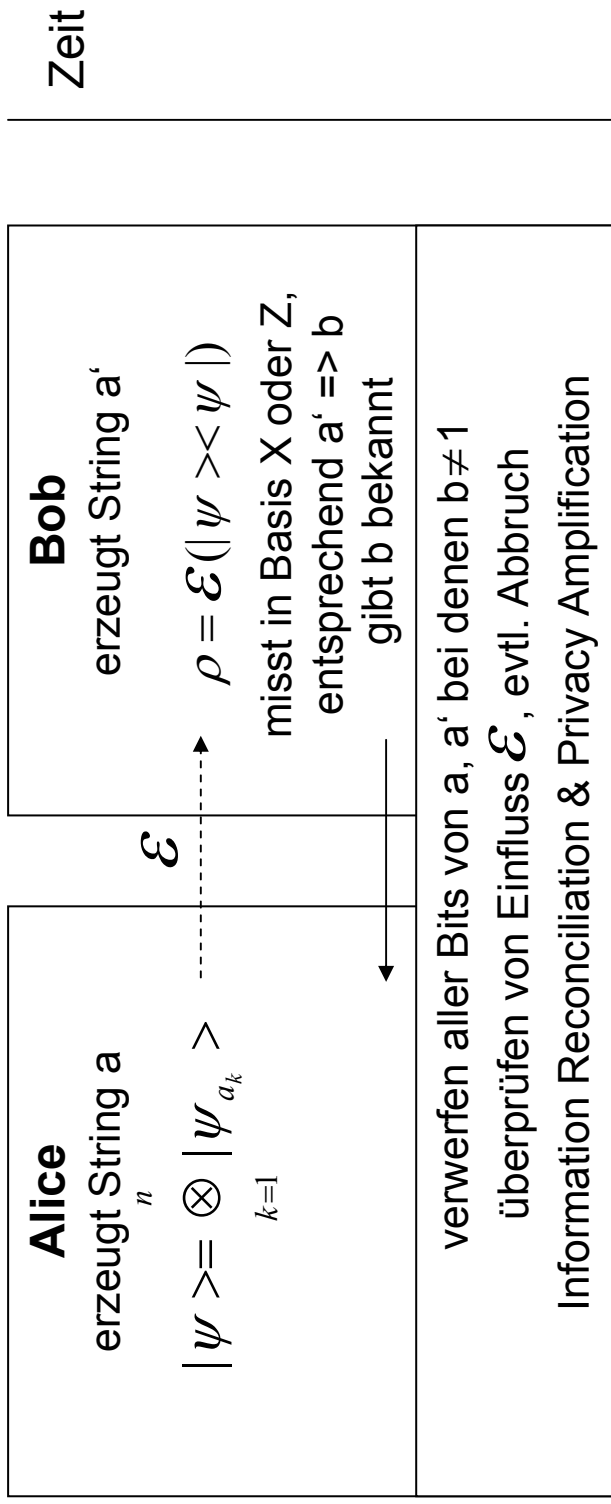 Alice
erzeugt String a
|ψ >= ⊗ⁿₖ₌₁ |ψ_{a_k} >
ε
Bob
erzeugt String a‘
ρ = ε(|ψ >< ψ |)
misst in Basis X oder Z,
entsprechend a‘ => b
gibt b bekannt
verwerfen aller Bits von a, a‘ bei denen b≠1
überprüfen von Einfluss ε , evtl. Abbruch
Information Reconciliation & Privacy Amplification
Zeit